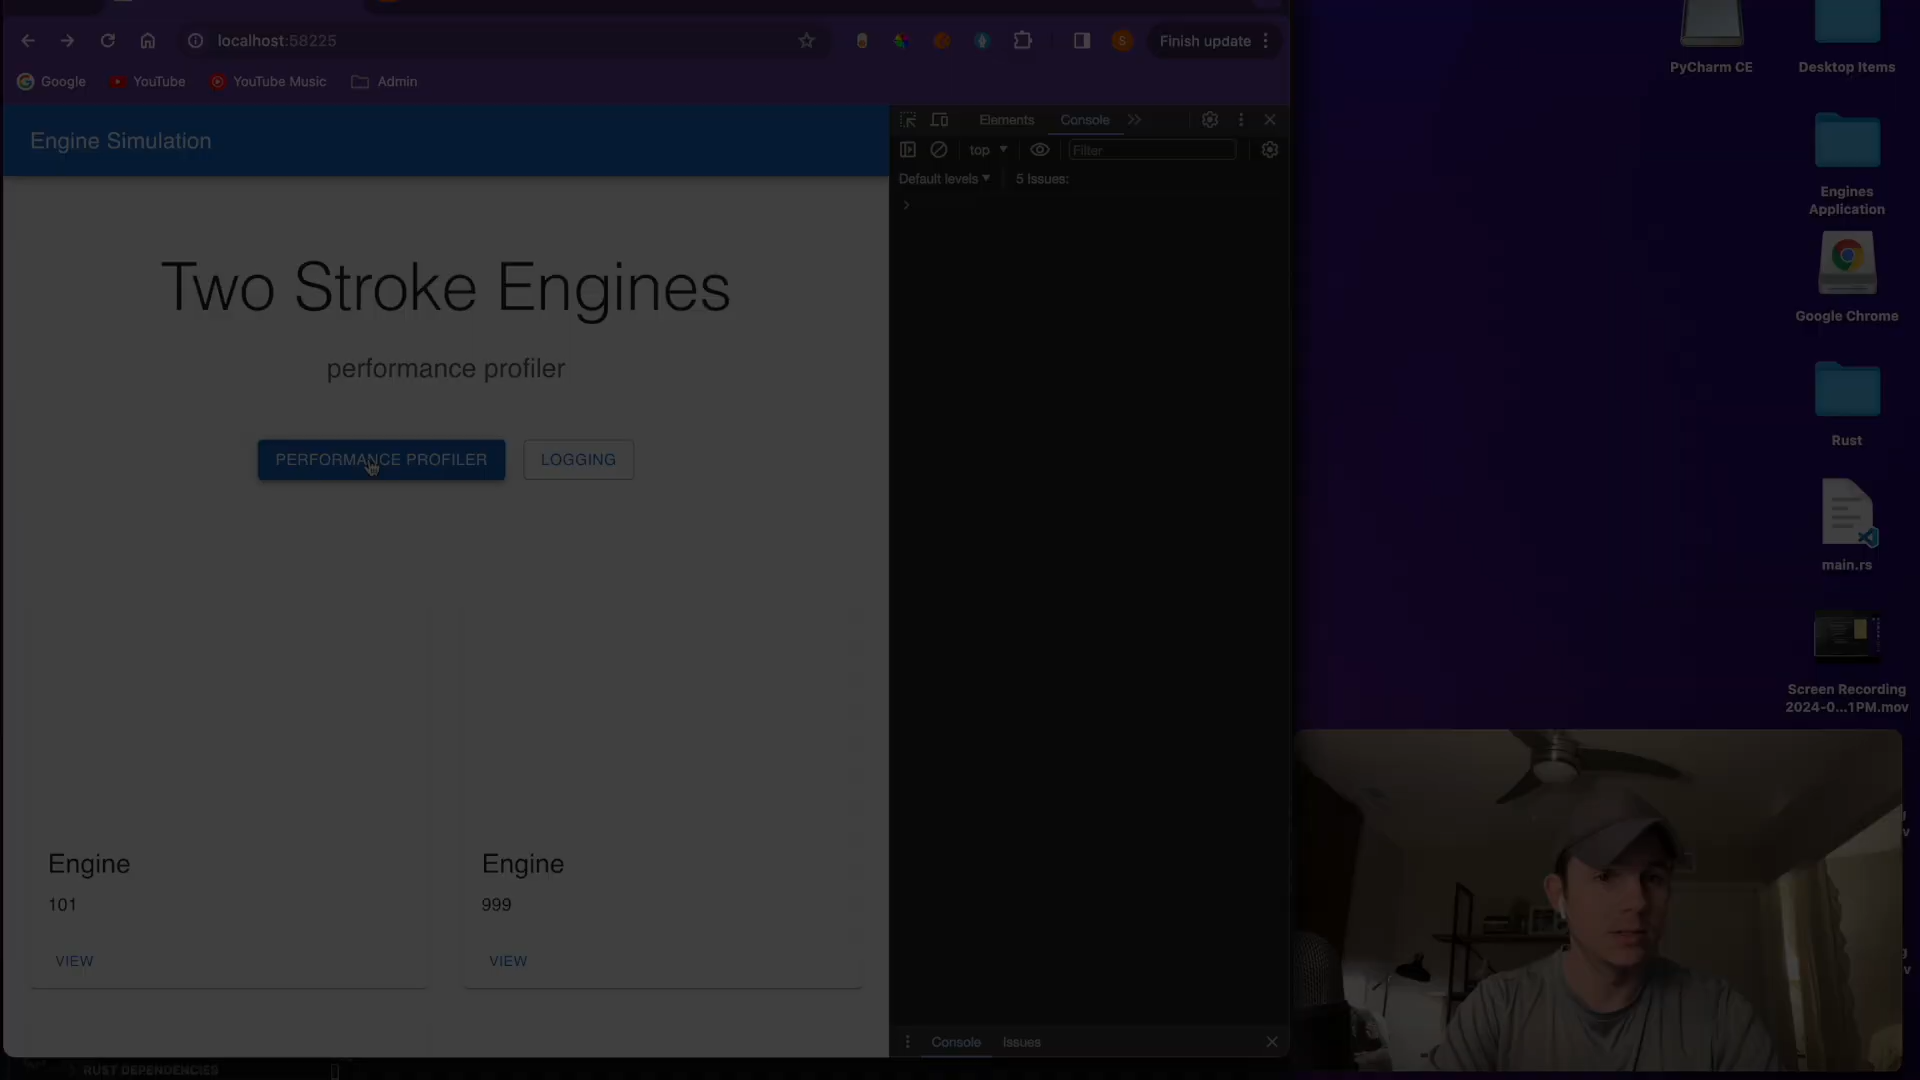 localhost:58225
Finish update
Google
YouTube
YouTube Music
Admin
Engine Simulation
Two Stroke Engines
performance profiler
PERFORMANCE PROFILER
LOGGING
Engine
101
VIEW
Engine
999
VIEW
Elements
Console
top
Filter
Default levels
5 Issues:
Console
Issues
RUST DEPENDENCIES
PyCharm CE
Desktop Items
Engines
Application
Google Chrome
Rust
main.rs
Screen Recording
2024-0...1PM.mov